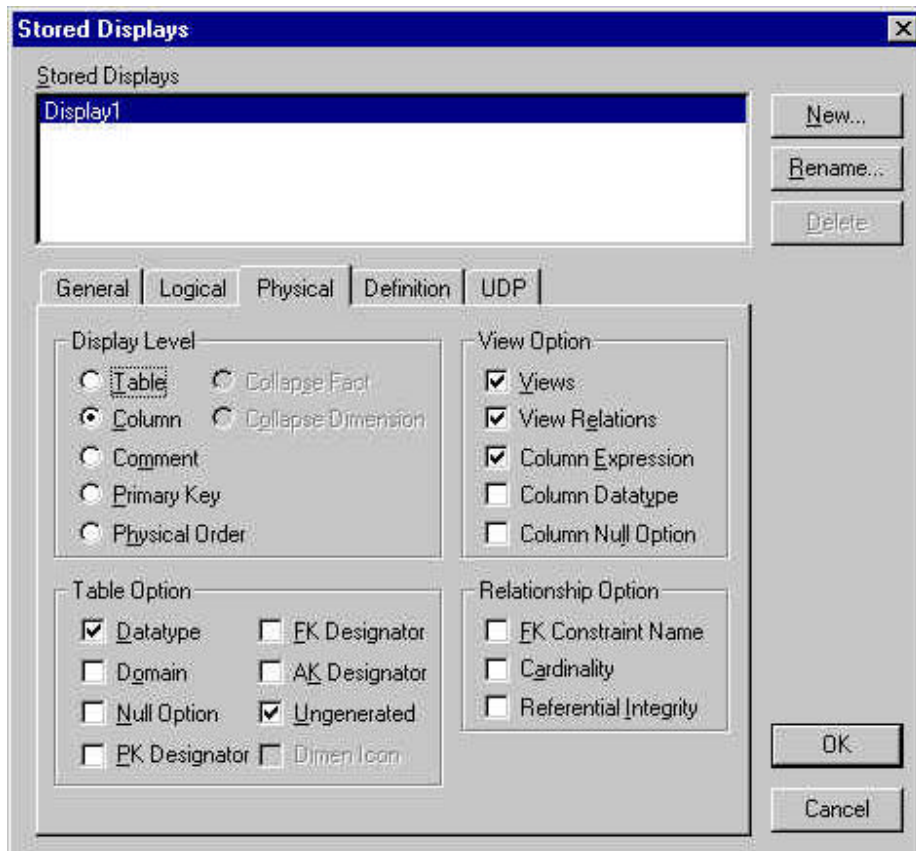 Stored Displays
Stored Displays
Display1
New...
Rename...
Delete
General Logical Physical Definition UDP
Display Level
Table Collapse Fact
Column Collapse Dimension
Comment
Primary Key
Physical Order
View Option
Views
View Relations
Column Expression
Column Datatype
Column Null Option
Table Option
Datatype FK Designator
Domain AK Designator
Null Option Ungenerated
PK Designator Dimen Icon
Relationship Option
FK Constraint Name
Cardinality
Referential Integrity
OK
Cancel